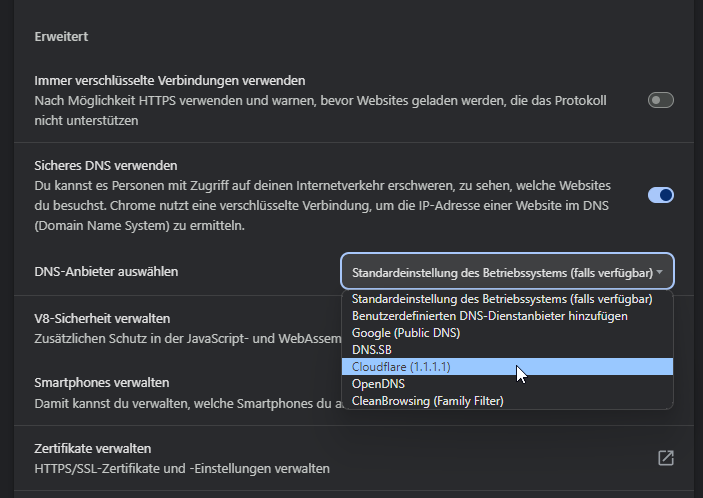 Erweitert
Immer verschlüsselte Verbindungen verwenden
Nach Möglichkeit HTTPS verwenden und warnen, bevor Websites geladen werden, die das Protokoll
nicht unterstützen
Sicheres DNS verwenden
Du kannst es Personen mit Zugriff auf deinen Internetverkehr erschweren, zu sehen, welche Websites
du besuchst. Chrome nutzt eine verschlüsselte Verbindung, um die IP-Adresse einer Website im DNS
(Domain Name System) zu ermitteln.
DNS-Anbieter auswählen
Standardeinstellung des Betriebssystems (falls verfügbar)
Standardeinstellung des Betriebssystems (falls verfügbar)
Benutzerdefinierten DNS-Dienstanbieter hinzufügen
Google (Public DNS)
DNS.SB
Cloudflare (1.1.1.1)
OpenDNS
CleanBrowsing (Family Filter)
V8-Sicherheit verwalten
Zusätzlichen Schutz in der JavaScript- und WebAssem
Smartphones verwalten
Damit kannst du verwalten, welche Smartphones du a
Zertifikate verwalten
HTTPS/SSL-Zertifikate und -Einstellungen verwalten